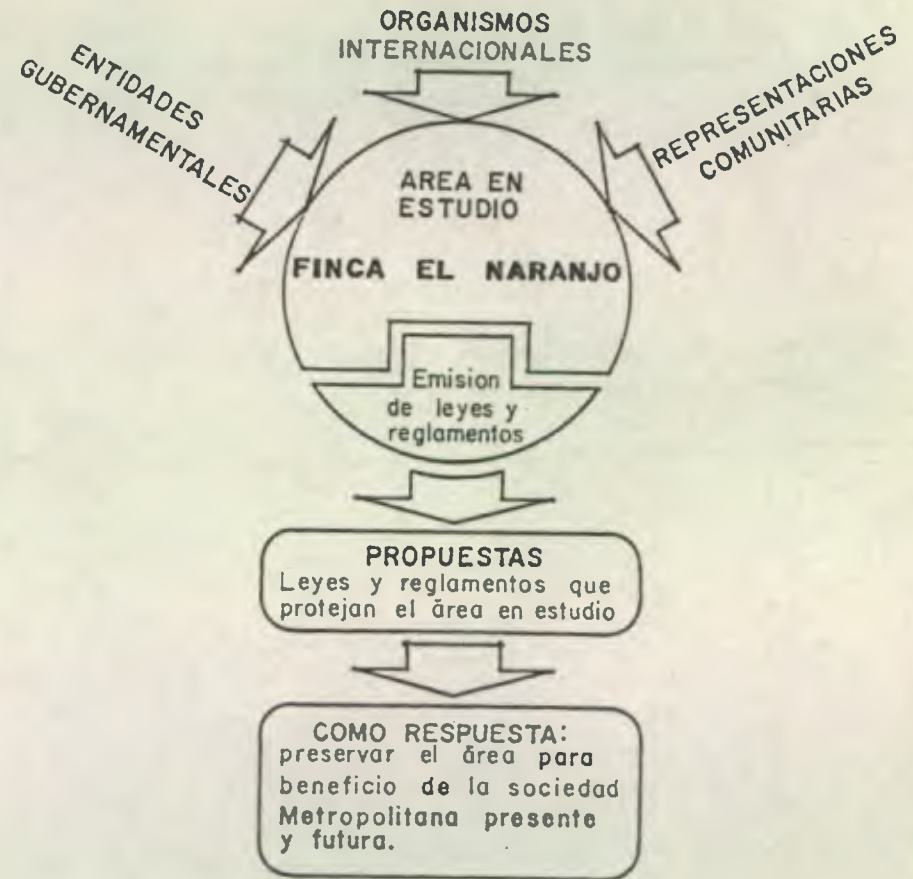 ORGANISMOS
INTERNACIONALES
ENTIDADES
GUBERNAMENTALES
REPRESENTACIONES
COMUNITARIAS
AREA EN
ESTUDIO
FINCA EL NARANJO
Emision
de leyes y
reglamentos
PROPUESTAS
Leyes y reglamentos que
protejan el área en estudio
COMO RESPUESTA:
preservar el área para
beneficio de la sociedad
Metropolitana presente
y futura.